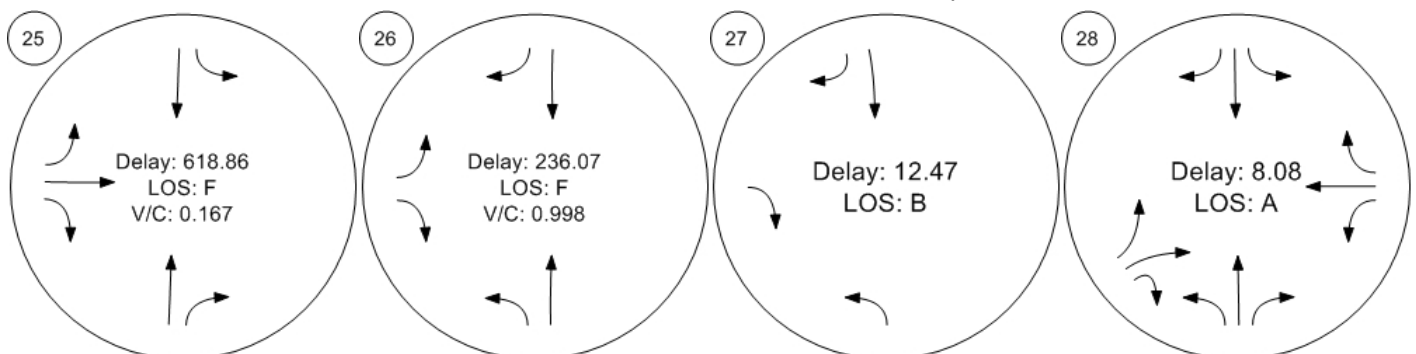 25
Delay: 618.86
LOS: F
V/C: 0.167
26
Delay: 236.07
LOS: F
V/C: 0.998
27
Delay: 12.47
LOS: B
28
Delay: 8.08
LOS: A